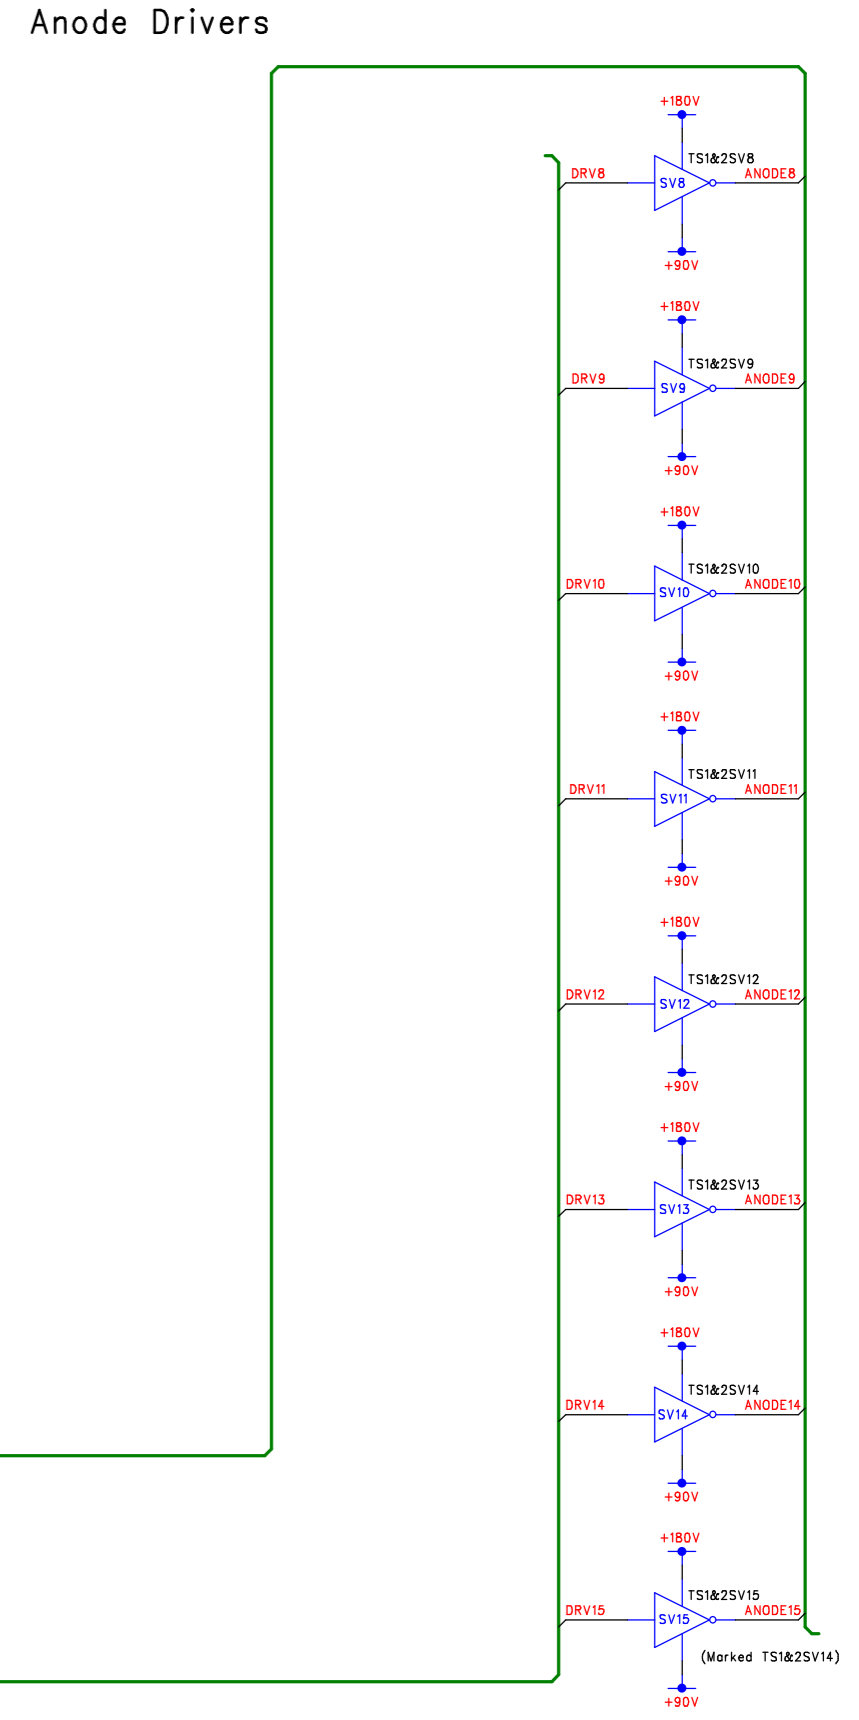 Anode Drivers
+180V
TS1&2SV8
DRV8 SV8 ANODE8
+90V
+180V
TS1&2SV9
DRV9 SV9 ANODE9
+90V
+180V
TS1&2SV10
DRV10 SV10 ANODE10
+90V
+180V
TS1&2SV11
DRV11 SV11 ANODE11
+90V
+180V
TS1&2SV12
DRV12 SV12 ANODE12
+90V
+180V
TS1&2SV13
DRV13 SV13 ANODE13
+90V
+180V
TS1&2SV14
DRV14 SV14 ANODE14
+90V
+180V
TS1&2SV15
DRV15 SV15 ANODE15
(Marked TS1&2SV14)
+90V